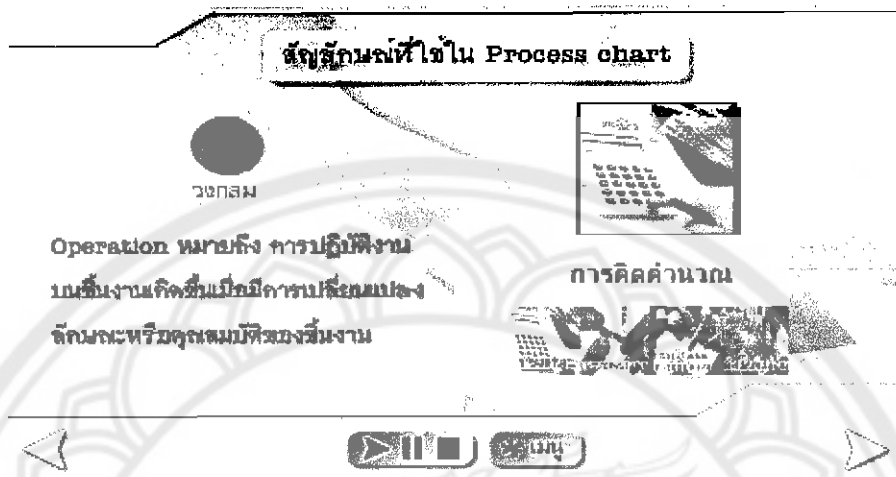 สัญลักษณ์ที่ใช้ใน Process chart
วงกลม
Operation หมายถึง การปฏิบัติงาน
บนชิ้นงานเกิดขึ้นเมื่อมีการเปลี่ยนแปลง
ลักษณะหรือคุณสมบัติของชิ้นงาน
การคิดคำนวณ
เมนู